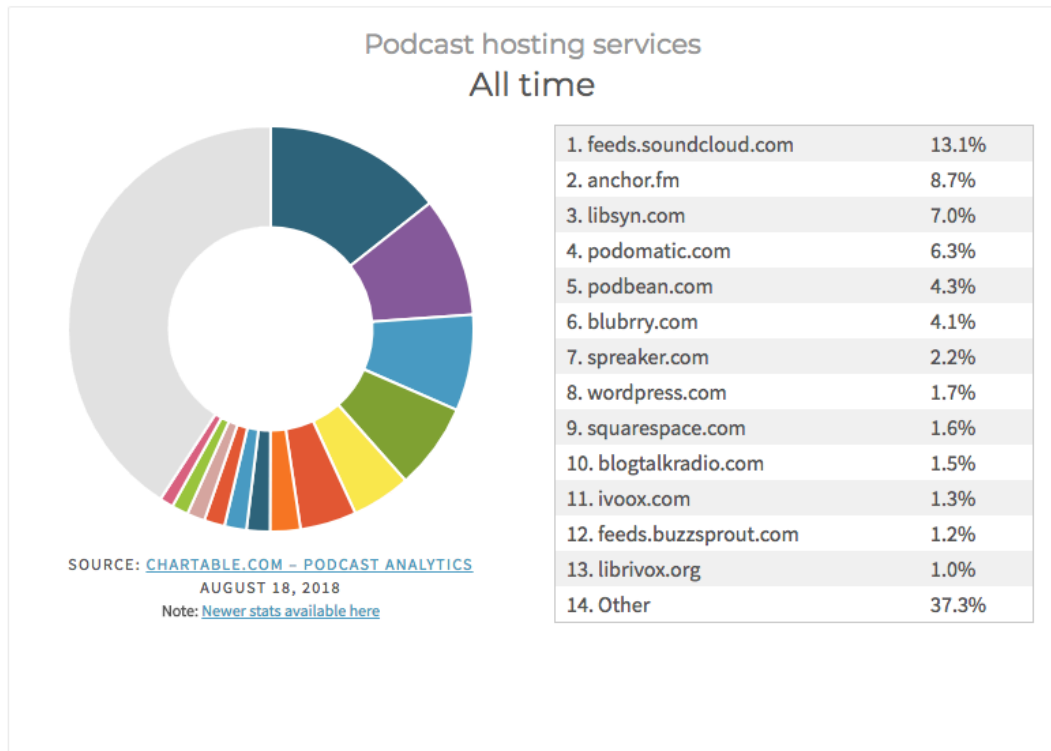 Podcast hosting services
All time
1. feeds.soundcloud.com 13.1%
2. anchor.fm 8.7%
3. libsyn.com 7.0%
4. podomatic.com 6.3%
5. podbean.com 4.3%
6. blubrry.com 4.1%
7. spreaker.com 2.2%
8. wordpress.com 1.7%
9. squarespace.com 1.6%
10. blogtalkradio.com 1.5%
11. ivoox.com 1.3%
12. feeds.buzzsprout.com 1.2%
13. librivox.org 1.0%
14. Other 37.3%
SOURCE: CHARTABLE.COM – PODCAST ANALYTICS
AUGUST 18, 2018
Note: Newer stats available here